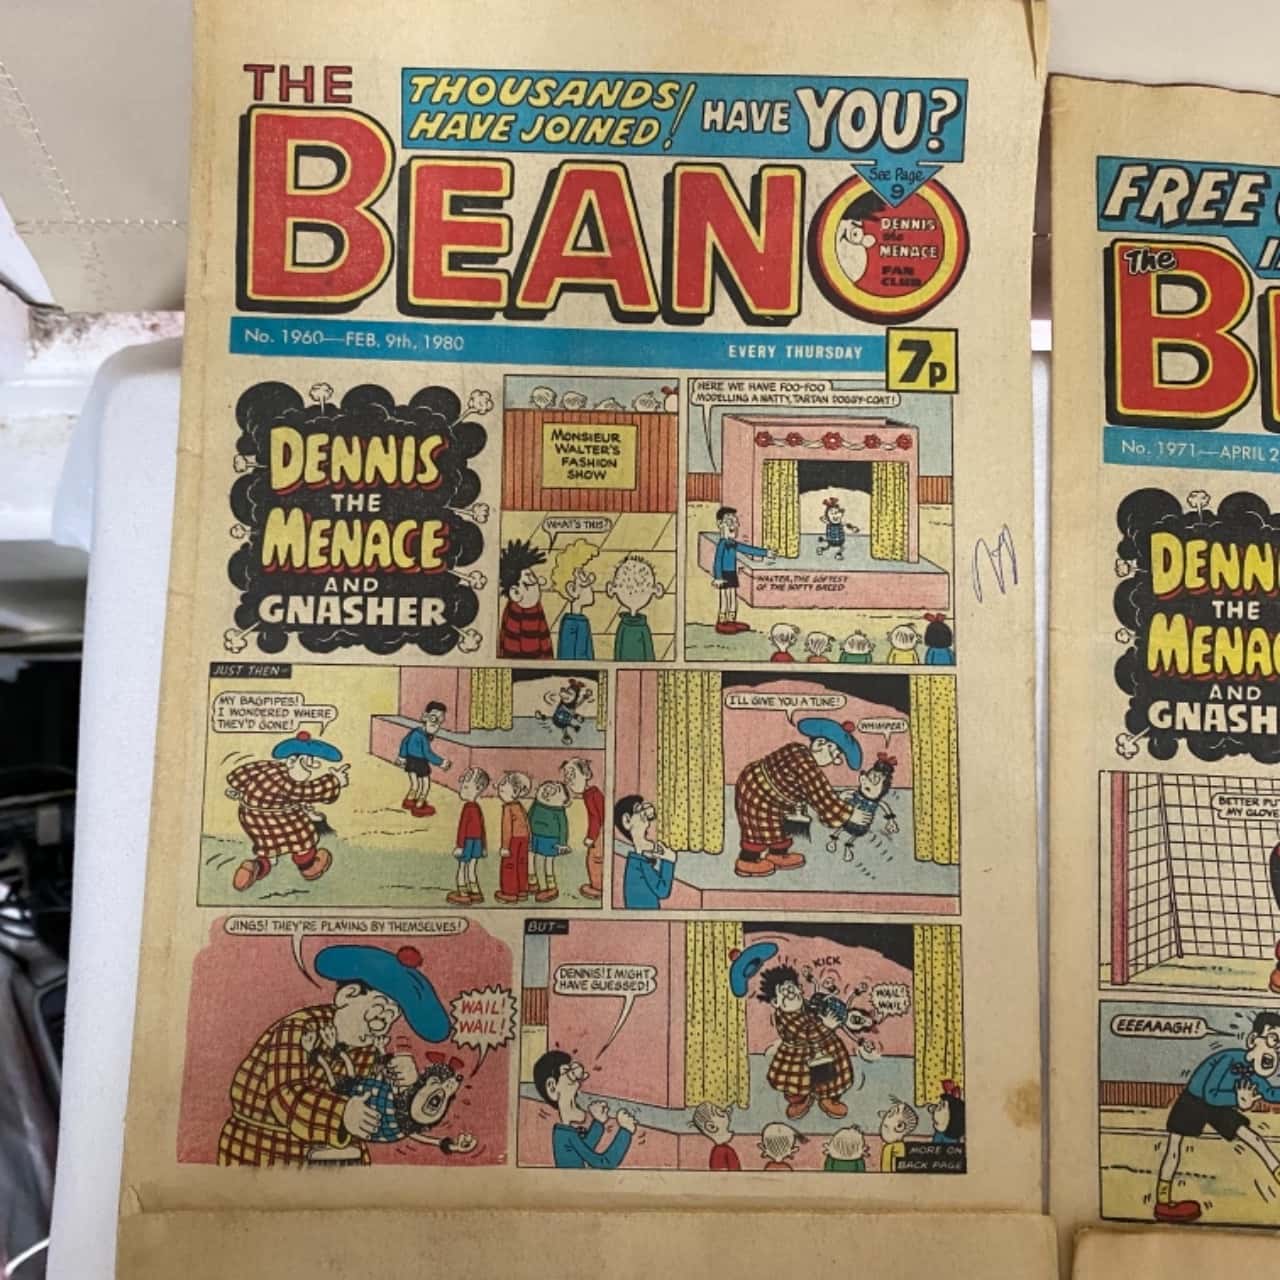 THE
THOUSANDS
HAVE JOINED!
HAVE YOU?
BEANO
See Page
9
DENNIS
the
MENACE
FAN
CLUB
No. 1960—FEB. 9th, 1980
EVERY THURSDAY
7p
DENNIS
THE
MENACE
AND
GNASHER
MONSIEUR
WALTER'S
FASHION
SHOW
WHAT'S THIS?
HERE WE HAVE FOO-FOO
MODELLING A NATTY, TARTAN DOGGY-COAT!
WALTER, THE SOFTEST
OF THE SOFTY BREED
JUST THEN—
MY BAGPIPES!
I WONDERED WHERE
THEY'D GONE!
I'LL GIVE YOU A TUNE!
WHIMPER!
JINGS! THEY'RE PLAYING BY THEMSELVES!
WAIL!
WAIL!
BUT—
DENNIS! I MIGHT
HAVE GUESSED!
KICK
WAIL!
WAIL!
MORE ON
BACK PAGE
FREE
The
B
No. 1971—APRIL 2
DENN
THE
MENA
AND
GNASH
BETTER PU
MY GLOVE
EEEAAAGH!